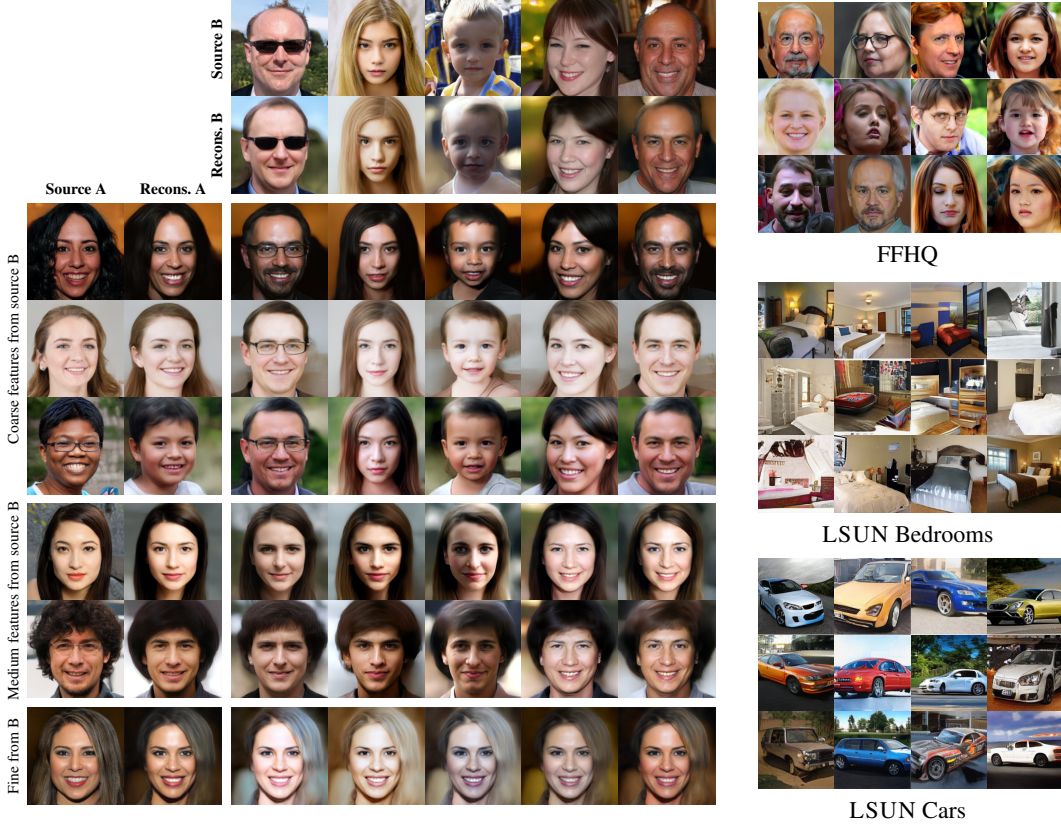 Source B
Recons. B
Source A
Recons. A
Coarse features from source B
Medium features from source B
Fine from B
FFHQ
LSUN Bedrooms
LSUN Cars